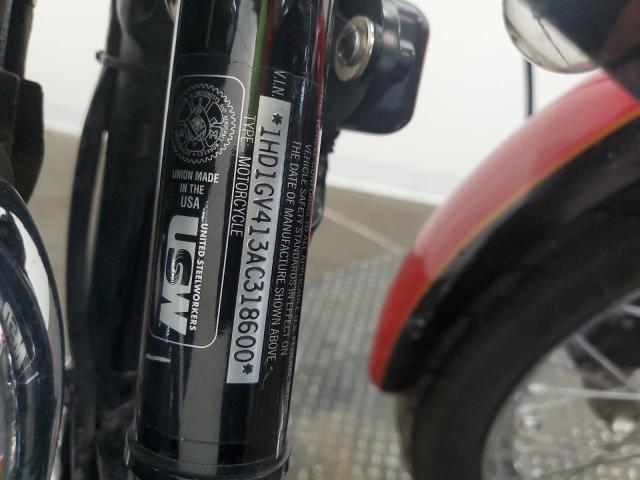 UNION MADE
IN THE
USA
UNITED STEELWORKERS
USW
V.I.N.
*1HD1GV413AC318600*
TYPE: MOTORCYCLE
VEHICLE SAFETY STANDARDS IN EFFECT ON
THE DATE OF MANUFACTURE SHOWN ABOVE